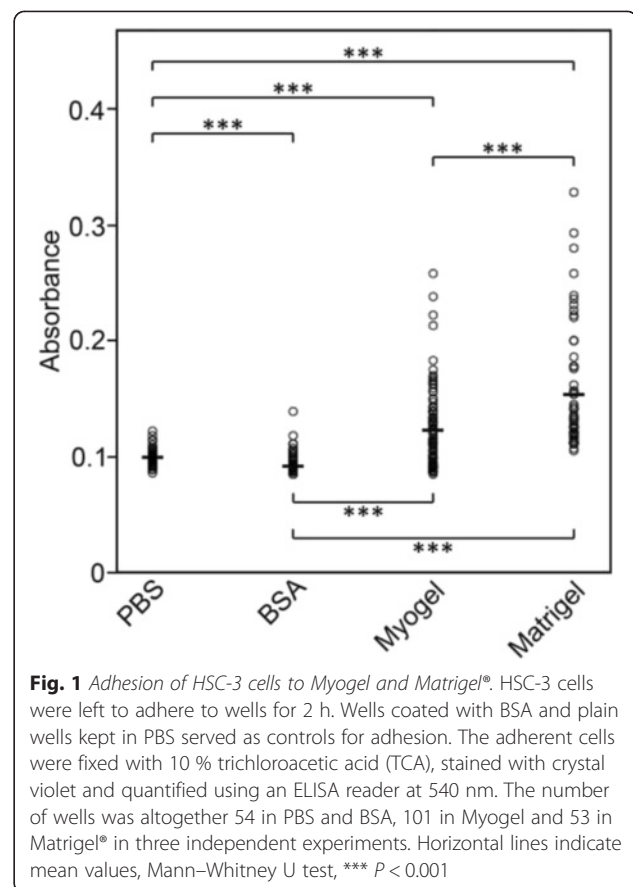 ***
***
***
***
0.4
0.3
0.2
0.1
0
Absorbance
***
***
PBS
BSA
Myogel
Matrigel
Fig. 1 Adhesion of HSC-3 cells to Myogel and Matrigel®. HSC-3 cells
were left to adhere to wells for 2 h. Wells coated with BSA and plain
wells kept in PBS served as controls for adhesion. The adherent cells
were fixed with 10 % trichloroacetic acid (TCA), stained with crystal
violet and quantified using an ELISA reader at 540 nm. The number
of wells was altogether 54 in PBS and BSA, 101 in Myogel and 53 in
Matrigel® in three independent experiments. Horizontal lines indicate
mean values, Mann–Whitney U test, *** P < 0.001